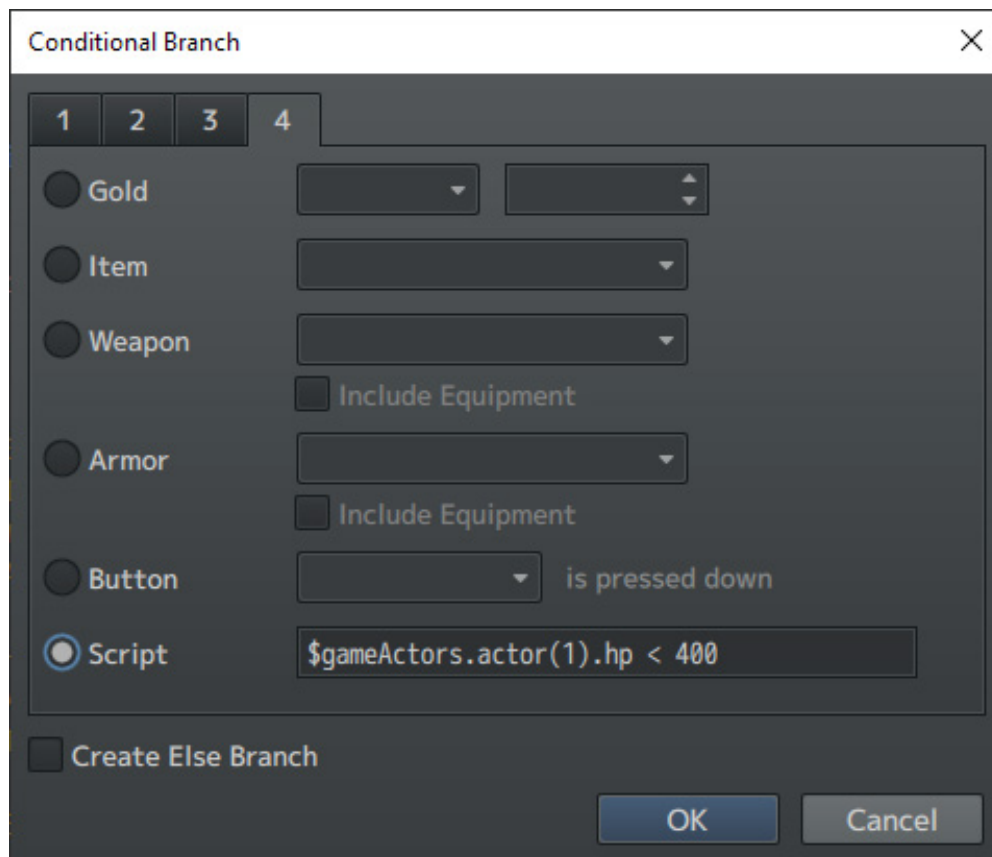 Conditional Branch
1 2 3 4
Gold
Item
Weapon
Include Equipment
Armor
Include Equipment
Button is pressed down
Script $gameActors.actor(1).hp < 400
Create Else Branch
OK Cancel